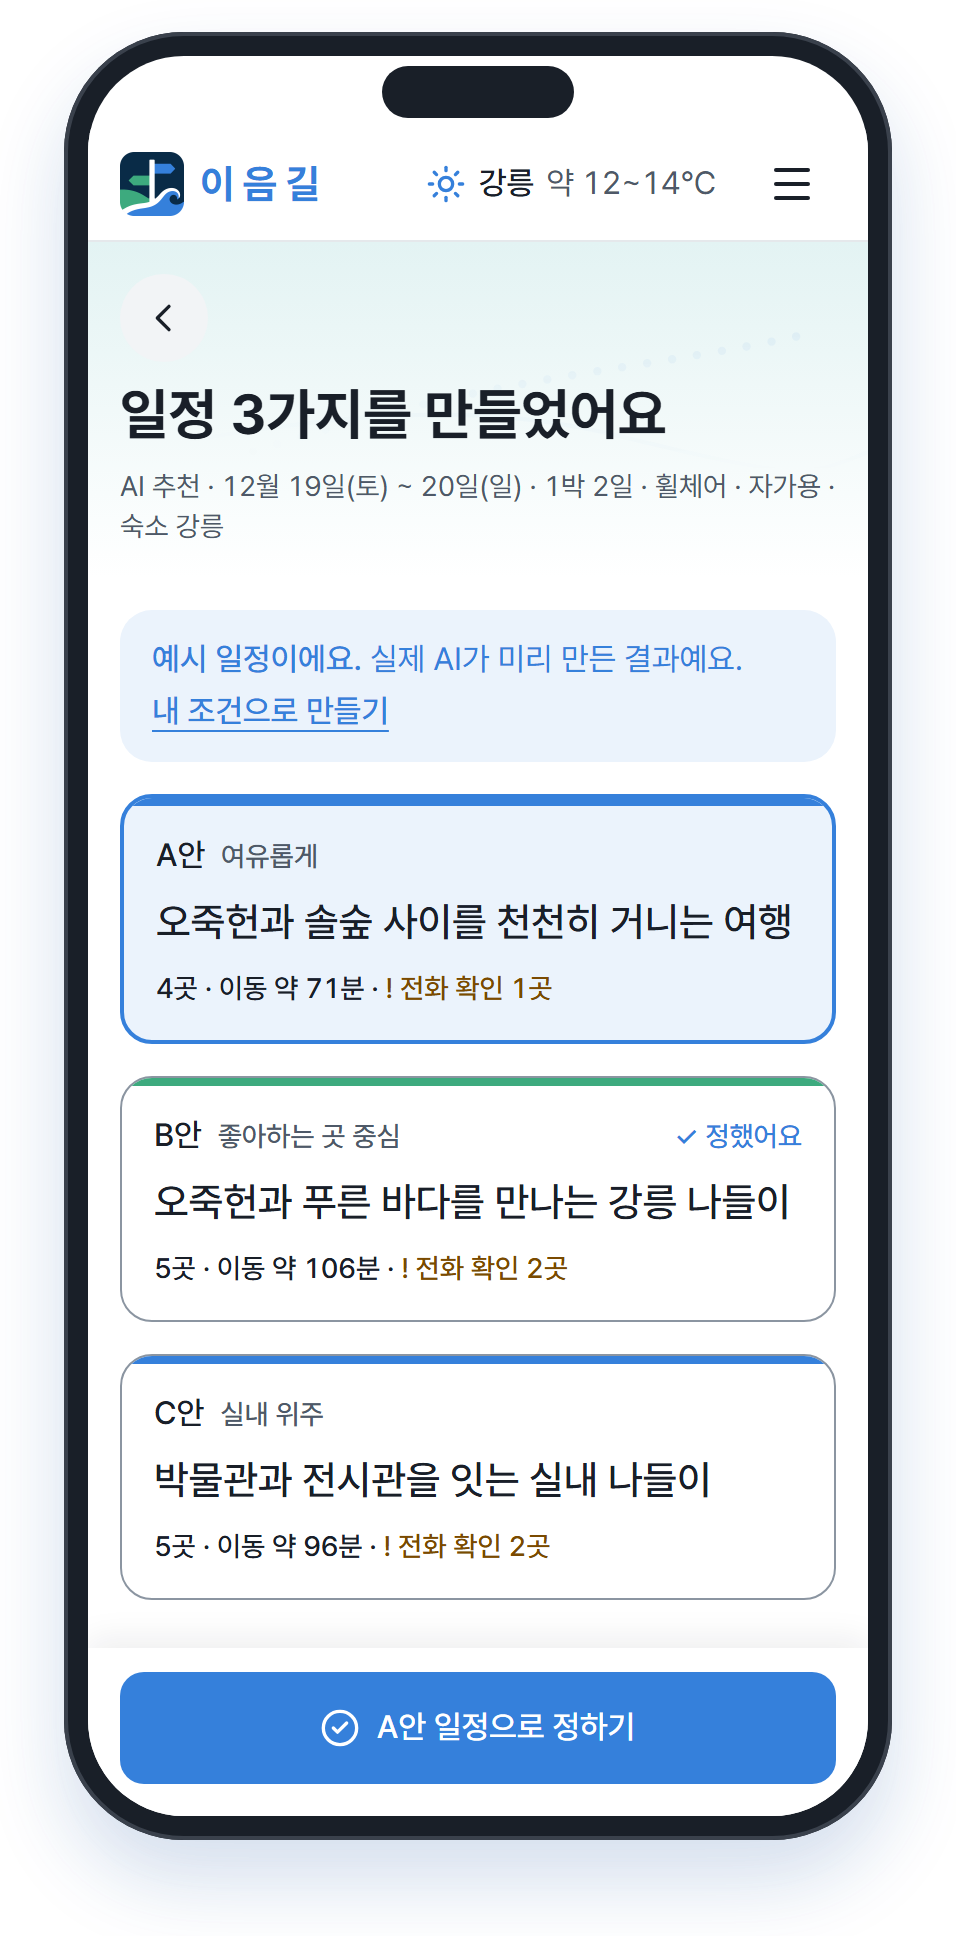 이음길
강릉 약 12~14°C
일정 3가지를 만들었어요
AI 추천 · 12월 19일(토) ~ 20일(일) · 1박 2일 · 휠체어 · 자가용 ·
숙소 강릉
예시 일정이에요. 실제 AI가 미리 만든 결과예요.
내 조건으로 만들기
A안 여유롭게
오죽헌과 솔숲 사이를 천천히 거니는 여행
4곳 · 이동 약 71분 · ! 전화 확인 1곳
B안 좋아하는 곳 중심 ✓ 정했어요
오죽헌과 푸른 바다를 만나는 강릉 나들이
5곳 · 이동 약 106분 · ! 전화 확인 2곳
C안 실내 위주
박물관과 전시관을 잇는 실내 나들이
5곳 · 이동 약 96분 · ! 전화 확인 2곳
A안 일정으로 정하기